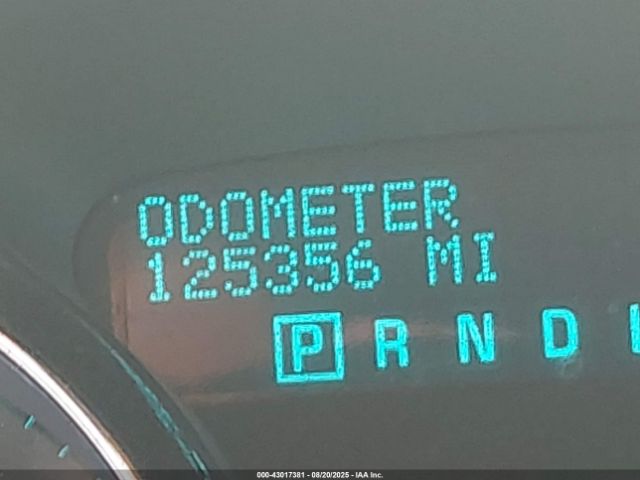 ODOMETER
125356 MI
P R N D
000-43017381 - 08/20/2025 - IAA Inc.